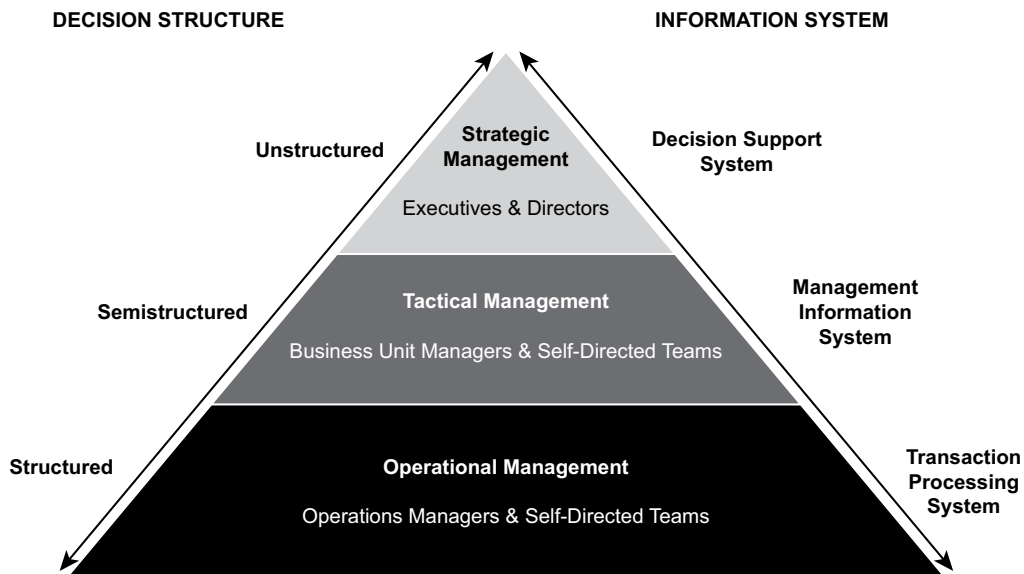 DECISION STRUCTURE
INFORMATION SYSTEM
Unstructured
Strategic
Management
Executives & Directors
Decision Support
System
Semistructured
Tactical Management
Business Unit Managers & Self-Directed Teams
Management
Information
System
Structured
Operational Management
Operations Managers & Self-Directed Teams
Transaction
Processing
System